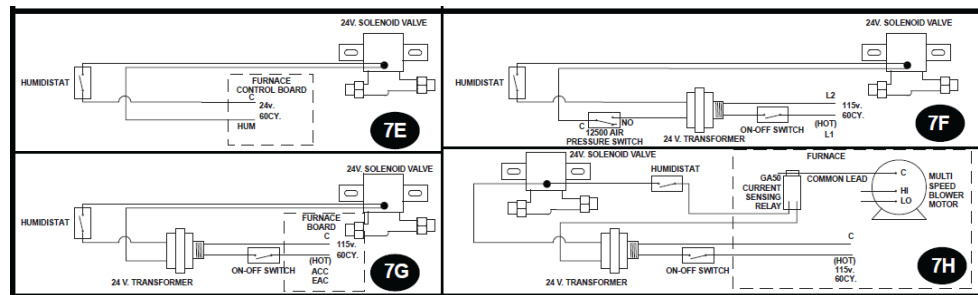 24V. SOLENOID VALVE
HUMIDISTAT
FURNACE
CONTROL BOARD
C
24v.
60CY.
HUM
7E
24V. SOLENOID VALVE
HUMIDISTAT
L2
115v.
60CY.
(HOT)
L1
C
NO
12500 AIR
PRESSURE SWITCH
24 V. TRANSFORMER
ON-OFF SWITCH
7F
24V. SOLENOID VALVE
HUMIDISTAT
FURNACE
BOARD
C
115v.
60CY.
(HOT)
ACC
EAC
ON-OFF SWITCH
24 V. TRANSFORMER
7G
24V. SOLENOID VALVE
HUMIDISTAT
FURNACE
GA50
CURRENT
SENSING
RELAY
COMMON LEAD
C
HI
LO
MULTI
SPEED
BLOWER
MOTOR
C
(HOT)
115v.
60CY.
ON-OFF SWITCH
24 V. TRANSFORMER
7H